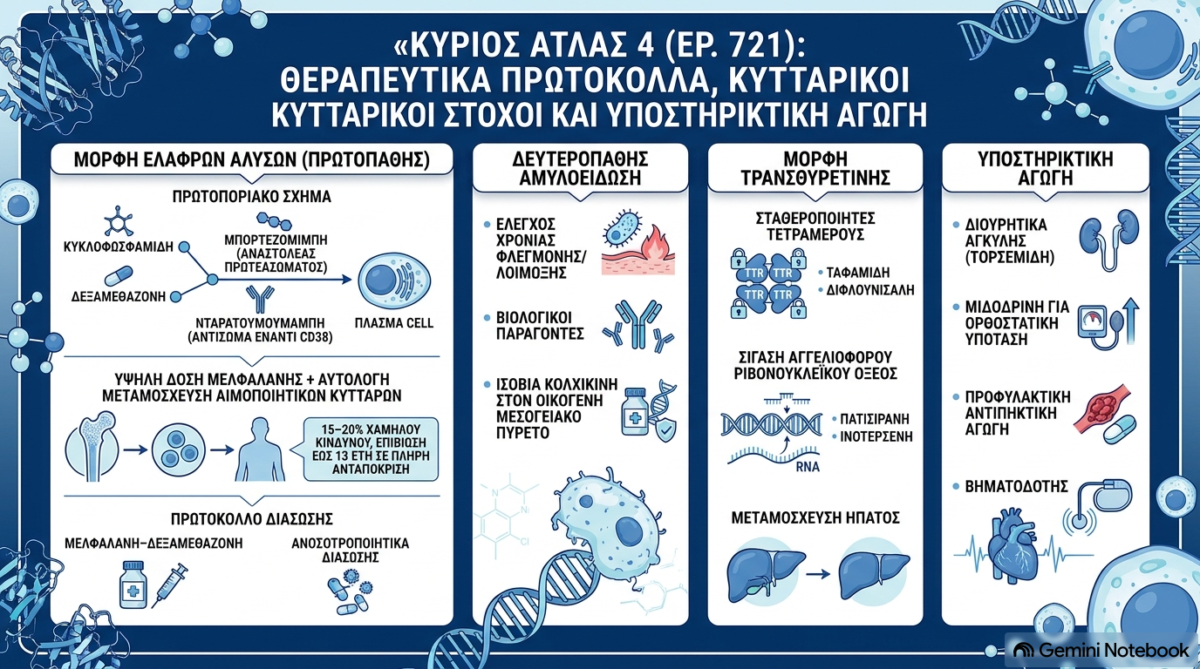 «ΚΥΡΙΟΣ ΑΤΛΑΣ 4 (ΕΡ. 721):
ΘΕΡΑΠΕΥΤΙΚΑ ΠΡΩΤΟΚΟΛΛΑ, ΚΥΤΤΑΡΙΚΟΙ
ΚΥΤΤΑΡΙΚΟΙ ΣΤΟΧΟΙ ΚΑΙ ΥΠΟΣΤΗΡΙΚΤΙΚΗ ΑΓΩΓΗ
ΜΟΡΦΗ ΕΛΑΦΡΩΝ ΑΛΥΣΩΝ (ΠΡΩΤΟΠΑΘΗΣ)
ΠΡΩΤΟΠΟΡΙΑΚΟ ΣΧΗΜΑ
ΚΥΚΛΟΦΩΣΦΑΜΙΔΗ
ΜΠΟΡΤΕΖΟΜΙΜΠΗ
(ΑΝΑΣΤΟΛΕΑΣ
ΠΡΩΤΕΑΣΩΜΑΤΟΣ)
ΔΕΞΑΜΕΘΑΖΟΝΗ
ΝΤΑΡΑΤΟΥΜΟΥΜΑΜΠΗ
(ΑΝΤΙΣΩΜΑ ΕΝΑΝΤΙ CD38)
ΠΛΑΣΜΑ CELL
ΥΨΗΛΗ ΔΟΣΗ ΜΕΛΦΑΛΑΝΗΣ + ΑΥΤΟΛΟΓΗ
ΜΕΤΑΜΟΣΧΕΥΣΗ ΑΙΜΟΠΟΙΗΤΙΚΩΝ ΚΥΤΤΑΡΩΝ
15–20% ΧΑΜΗΛΟΥ
ΚΙΝΔΥΝΟΥ, ΕΠΙΒΙΩΣΗ
ΕΩΣ 13 ΕΤΗ ΣΕ ΠΛΗΡΗ
ΑΝΤΑΠΟΚΡΙΣΗ
ΠΡΩΤΟΚΟΛΛΟ ΔΙΑΣΩΣΗΣ
ΜΕΛΦΑΛΑΝΗ–ΔΕΞΑΜΕΘΑΖΟΝΗ
ΑΝΟΣΟΤΡΟΠΟΙΗΤΙΚΑ
ΔΙΑΣΩΣΗΣ
ΔΕΥΤΕΡΟΠΑΘΗΣ
ΑΜΥΛΟΕΙΔΩΣΗ
• ΕΛΕΓΧΟΣ
ΧΡΟΝΙΑΣ
ΦΛΕΓΜΟΝΗΣ/
ΛΟΙΜΩΞΗΣ
• ΒΙΟΛΟΓΙΚΟΙ
ΠΑΡΑΓΟΝΤΕΣ
• ΙΣΟΒΙΑ ΚΟΛΧΙΚΙΝΗ
ΣΤΟΝ ΟΙΚΟΓΕΝΗ
ΜΕΣΟΓΕΙΑΚΟ
ΠΥΡΕΤΟ
ΜΟΡΦΗ
ΤΡΑΝΣΘΥΡΕΤΙΝΗΣ
ΣΤΑΘΕΡΟΠΟΙΗΤΕΣ
ΤΕΤΡΑΜΕΡΟΥΣ
TTR TTR
TTR TTR
• ΤΑΦΑΜΙΔΗ
• ΔΙΦΛΟΥΝΙΣΑΛΗ
ΣΙΓΑΣΗ ΑΓΓΕΛΙΟΦΟΡΟΥ
ΡΙΒΟΝΟΥΚΛΕΪΚΟΥ ΟΞΕΟΣ
• ΠΑΤΙΣΙΡΑΝΗ
• ΙΝΟΤΕΡΣΕΝΗ
RNA
ΜΕΤΑΜΟΣΧΕΥΣΗ ΗΠΑΤΟΣ
ΥΠΟΣΤΗΡΙΚΤΙΚΗ
ΑΓΩΓΗ
• ΔΙΟΥΡΗΤΙΚΑ
ΑΓΚΥΛΗΣ
(ΤΟΡΣΕΜΙΔΗ)
• ΜΙΔΟΔΡΙΝΗ ΓΙΑ
ΟΡΘΟΣΤΑΤΙΚΗ
ΥΠΟΤΑΣΗ
• ΠΡΟΦΥΛΑΚΤΙΚΗ
ΑΝΤΙΠΗΚΤΙΚΗ
ΑΓΩΓΗ
• ΒΗΜΑΤΟΔΟΤΗΣ
Gemini Notebook